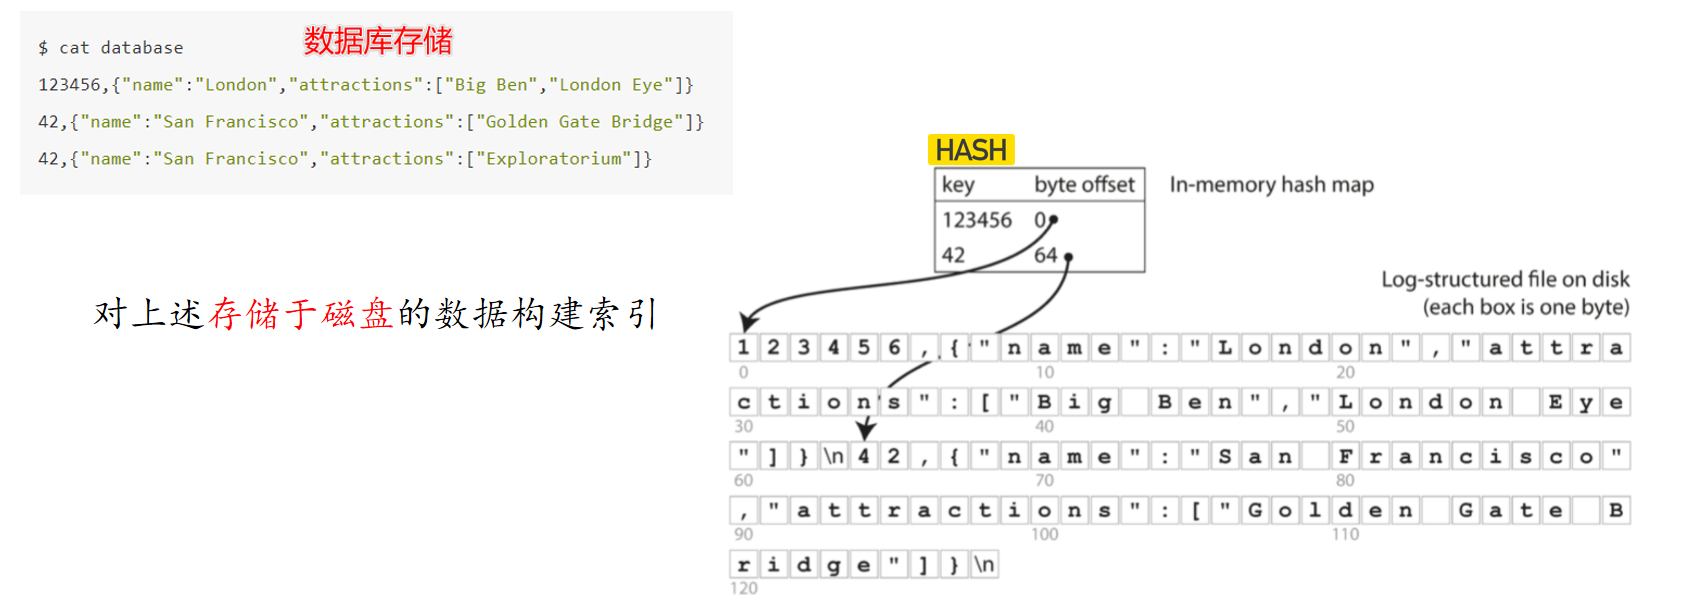 $ cat database
数据库存储
123456,{"name":"London","attractions":["Big Ben","London Eye"]}
42,{"name":"San Francisco","attractions":["Golden Gate Bridge"]}
42,{"name":"San Francisco","attractions":["Exploratorium"]}
对上述存储于磁盘的数据构建索引
HASH
key byte offset
123456 0
42 64
In-memory hash map
Log-structured file on disk
(each box is one byte)
1 2 3 4 5 6 , { " n a m e " : " L o n d o n " , " a t t r a
0 10 20
c t i o n s " : [ " B i g   B e n " , " L o n d o n   E y e
30 40 50
" ] } \n 4 2 , { " n a m e " : " S a n   F r a n c i s c o "
60 70 80
, " a t t r a c t i o n s " : [ " G o l d e n   G a t e   B
90 100 110
r i d g e " ] } \n
120